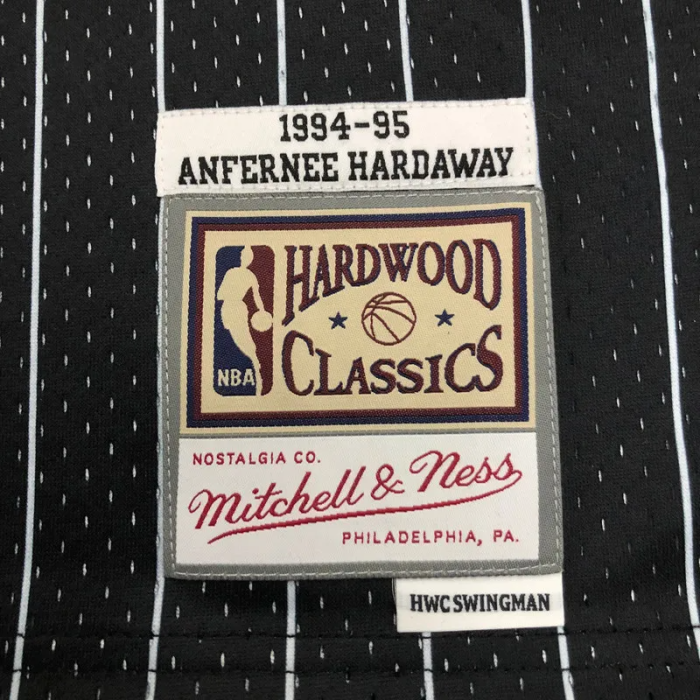 1994-95
ANFERNEE HARDAWAY
HARDWOOD
NBA
CLASSICS
NOSTALGIA CO.
Mitchell & Ness
PHILADELPHIA, PA.
HWC SWINGMAN